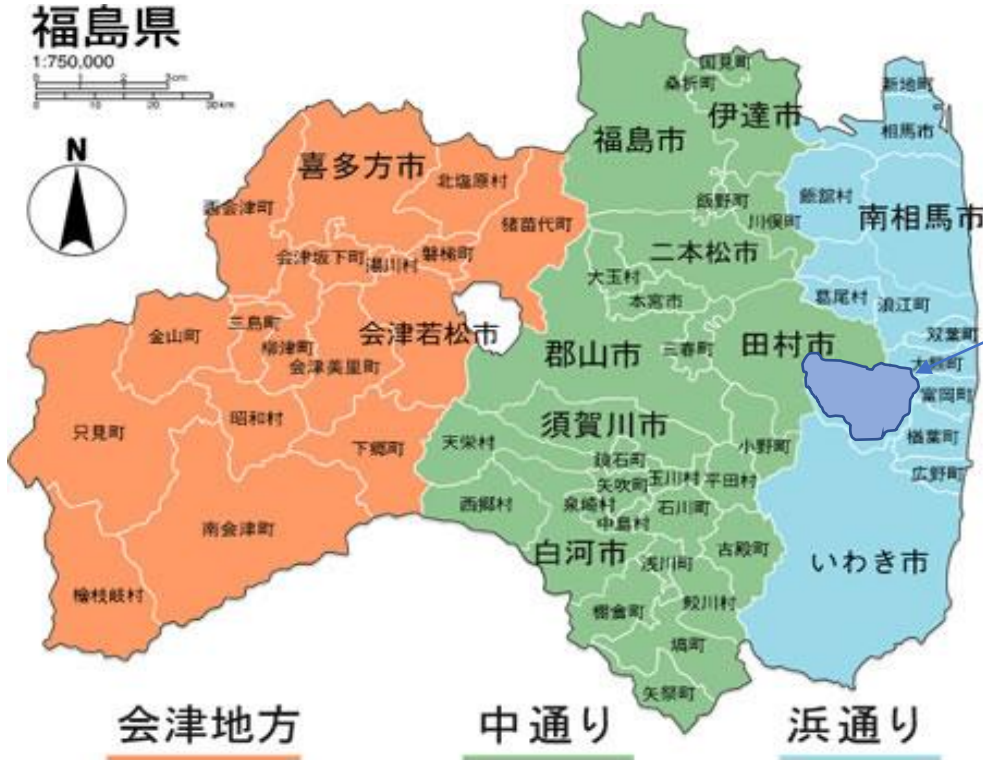 福島県
1:750,000
0 1 2 3cm
0 10 20 30km
N
国見町
桑折町
伊達市
新地町
福島市
相馬市
喜多方市
北塩原村
飯野町
飯舘村
西会津町
猪苗代町
川俣町
南相馬市
会津坂下町
湯川村
磐梯町
二本松市
大玉村
本宮市
葛尾村
浪江町
金山町
三島町
会津若松市
双葉町
柳津町
郡山市
三春町
田村市
大熊町
会津美里町
富岡町
只見町
昭和村
須賀川市
下郷町
天栄村
小野町
楢葉町
鏡石町
広野町
矢吹町
玉川村
平田村
西郷村
泉崎村
石川町
中島村
南会津町
白河市
古殿町
浅川町
いわき市
檜枝岐村
棚倉町
鮫川村
塙町
矢祭町
会津地方
中通り
浜通り